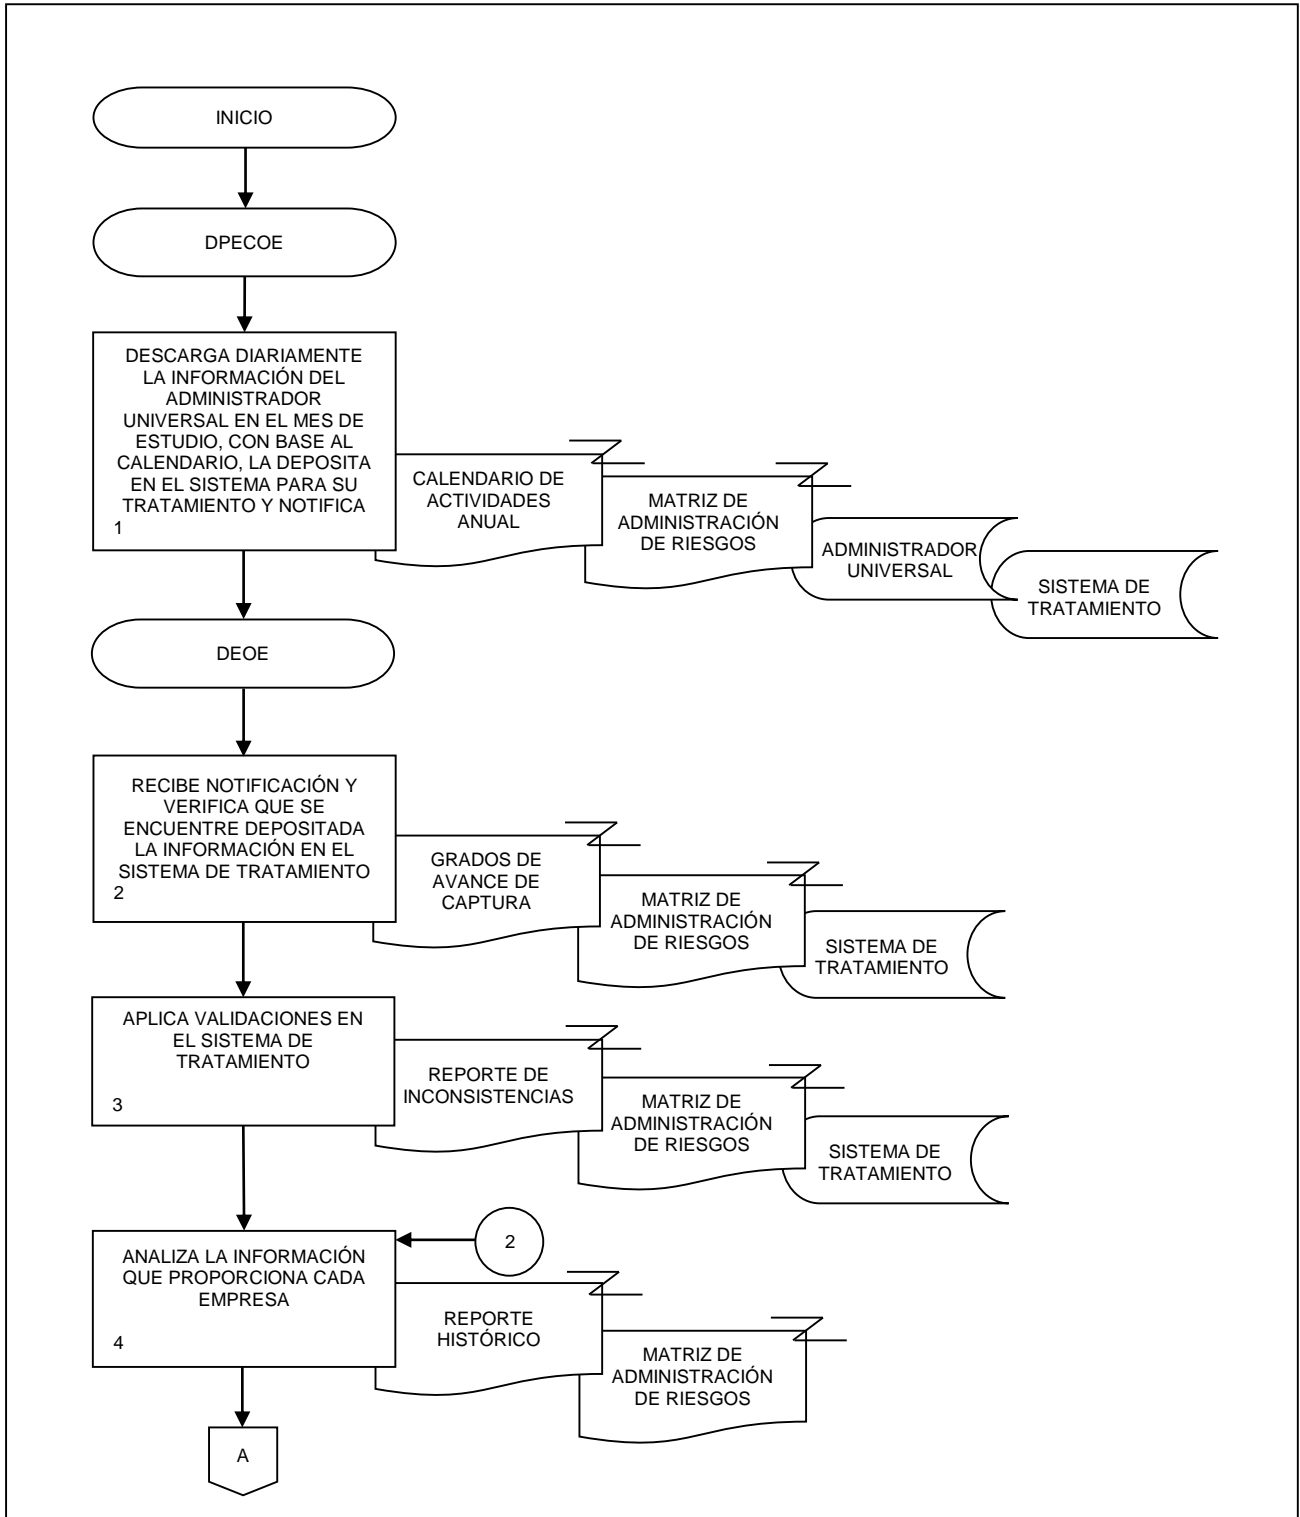 INICIO
DPECOE
DESCARGA DIARIAMENTE
LA INFORMACIÓN DEL
ADMINISTRADOR
UNIVERSAL EN EL MES DE
ESTUDIO, CON BASE AL
CALENDARIO, LA DEPOSITA
EN EL SISTEMA PARA SU
TRATAMIENTO Y NOTIFICA
1
CALENDARIO DE
ACTIVIDADES
ANUAL
MATRIZ DE
ADMINISTRACIÓN
DE RIESGOS
ADMINISTRADOR
UNIVERSAL
SISTEMA DE
TRATAMIENTO
DEOE
RECIBE NOTIFICACIÓN Y
VERIFICA QUE SE
ENCUENTRE DEPOSITADA
LA INFORMACIÓN EN EL
SISTEMA DE TRATAMIENTO
2
GRADOS DE
AVANCE DE
CAPTURA
MATRIZ DE
ADMINISTRACIÓN
DE RIESGOS
SISTEMA DE
TRATAMIENTO
APLICA VALIDACIONES EN
EL SISTEMA DE
TRATAMIENTO
3
REPORTE DE
INCONSISTENCIAS
MATRIZ DE
ADMINISTRACIÓN
DE RIESGOS
SISTEMA DE
TRATAMIENTO
2
ANALIZA LA INFORMACIÓN
QUE PROPORCIONA CADA
EMPRESA
4
REPORTE
HISTÓRICO
MATRIZ DE
ADMINISTRACIÓN
DE RIESGOS
A